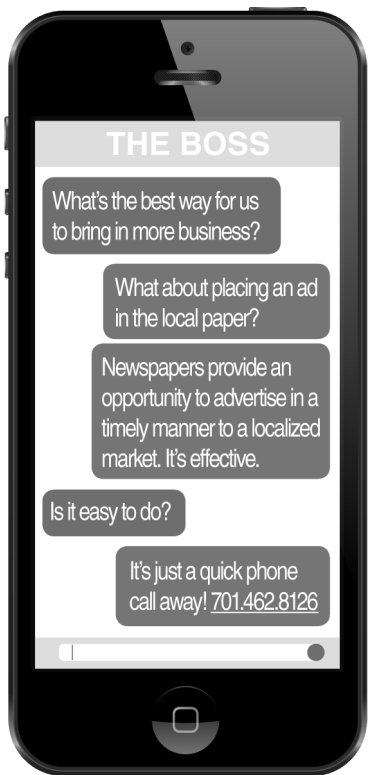 THE BOSS
What's the best way for us
to bring in more business?
What about placing an ad
in the local paper?
Newspapers provide an
opportunity to advertise in a
timely manner to a localized
market. It's effective.
Is it easy to do?
It's just a quick phone
call away! 701.462.8126